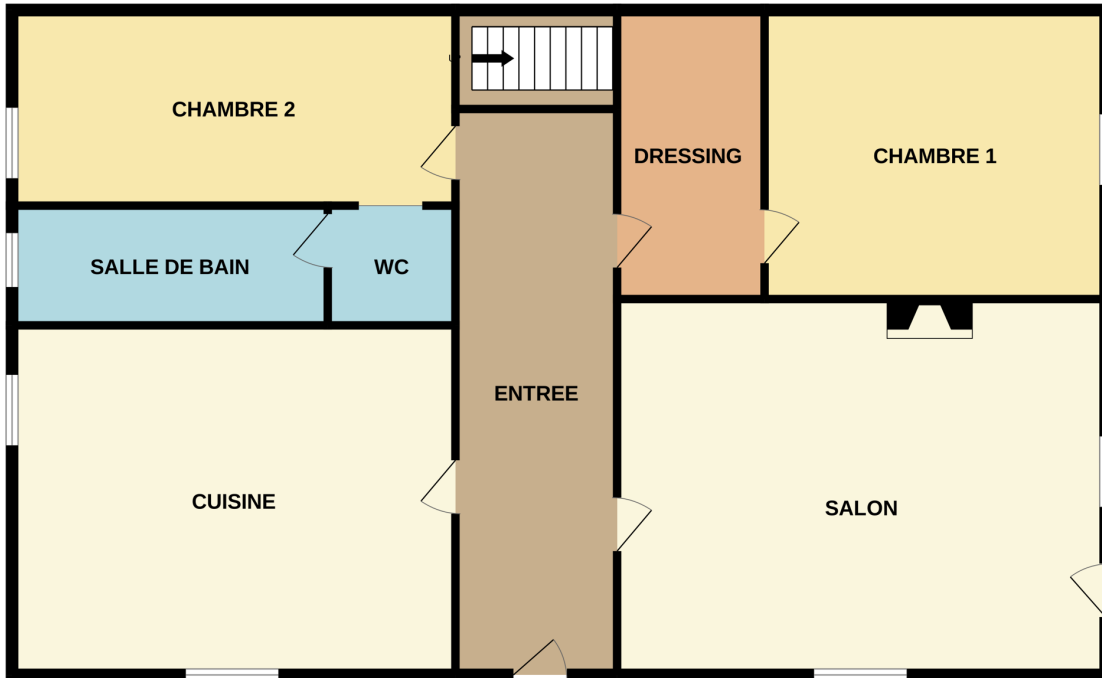 CHAMBRE 2
DRESSING
CHAMBRE 1
SALLE DE BAIN
WC
ENTREE
CUISINE
SALON